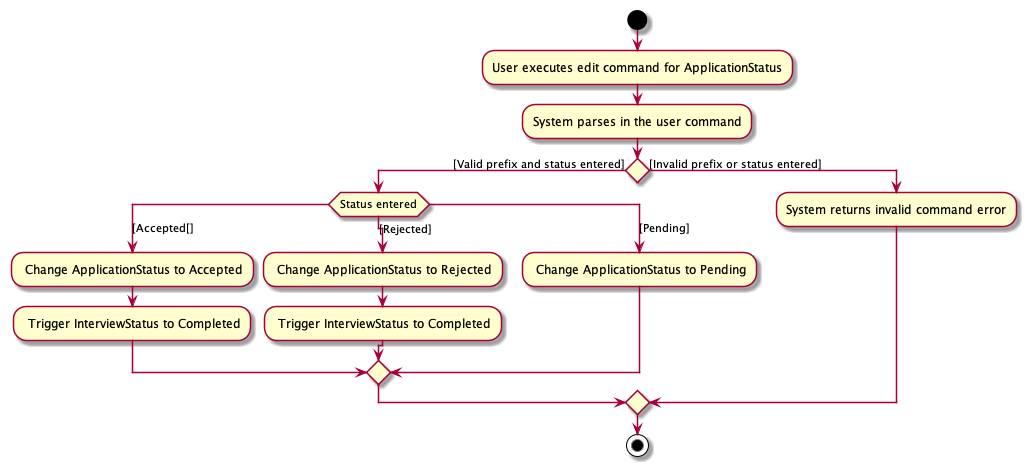 User executes edit command for ApplicationStatus
System parses in the user command
[Valid prefix and status entered]
[Invalid prefix or status entered]
Status entered
System returns invalid command error
[Accepted[]
[Rejected]
[Pending]
Change ApplicationStatus to Accepted
Change ApplicationStatus to Rejected
Change ApplicationStatus to Pending
Trigger InterviewStatus to Completed
Trigger InterviewStatus to Completed